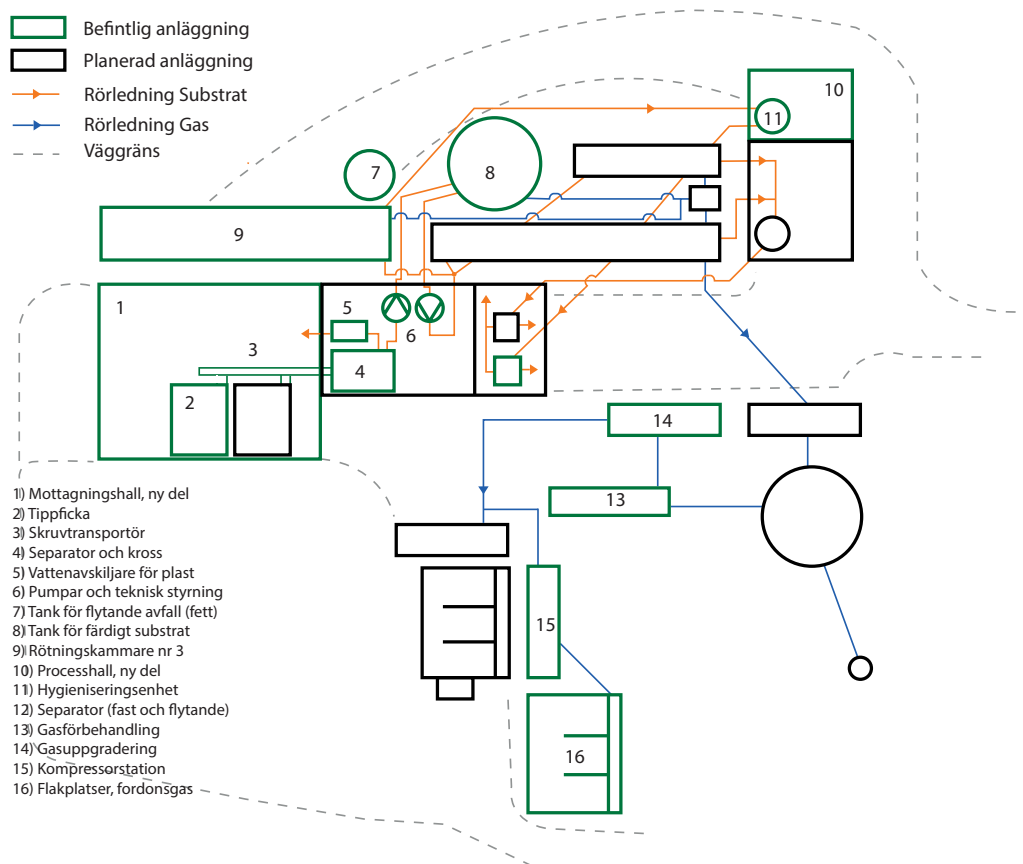 Befintlig anläggning
Planerad anläggning
Rörledning Substrat
Rörledning Gas
Väggräns
10
11
7
8
9
1
5
6
3
4
2
14
13
15
16
1) Mottagningshall, ny del
2) Tippficka
3) Skruvtransportör
4) Separator och kross
5) Vattenavskiljare för plast
6) Pumpar och teknisk styrning
7) Tank för flytande avfall (fett)
8) Tank för färdigt substrat
9) Rötningskammare nr 3
10) Processhall, ny del
11) Hygieniseringsenhet
12) Separator (fast och flytande)
13) Gasförbehandling
14) Gasuppgradering
15) Kompressorstation
16) Flakplatser, fordonsgas